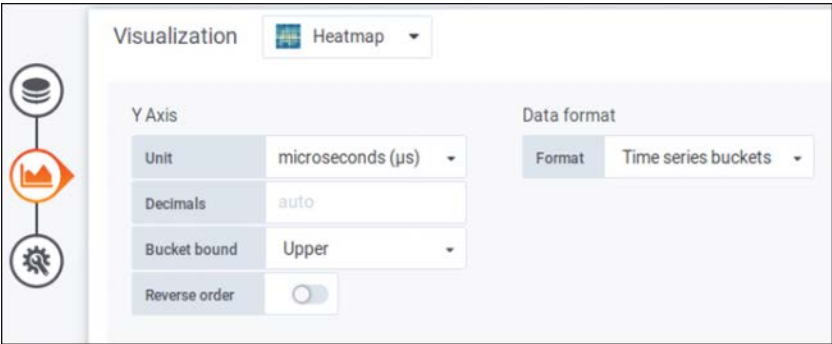 Visualization Heatmap
Y Axis
Unit microseconds (µs)
Decimals auto
Bucket bound Upper
Reverse order
Data format
Format Time series buckets